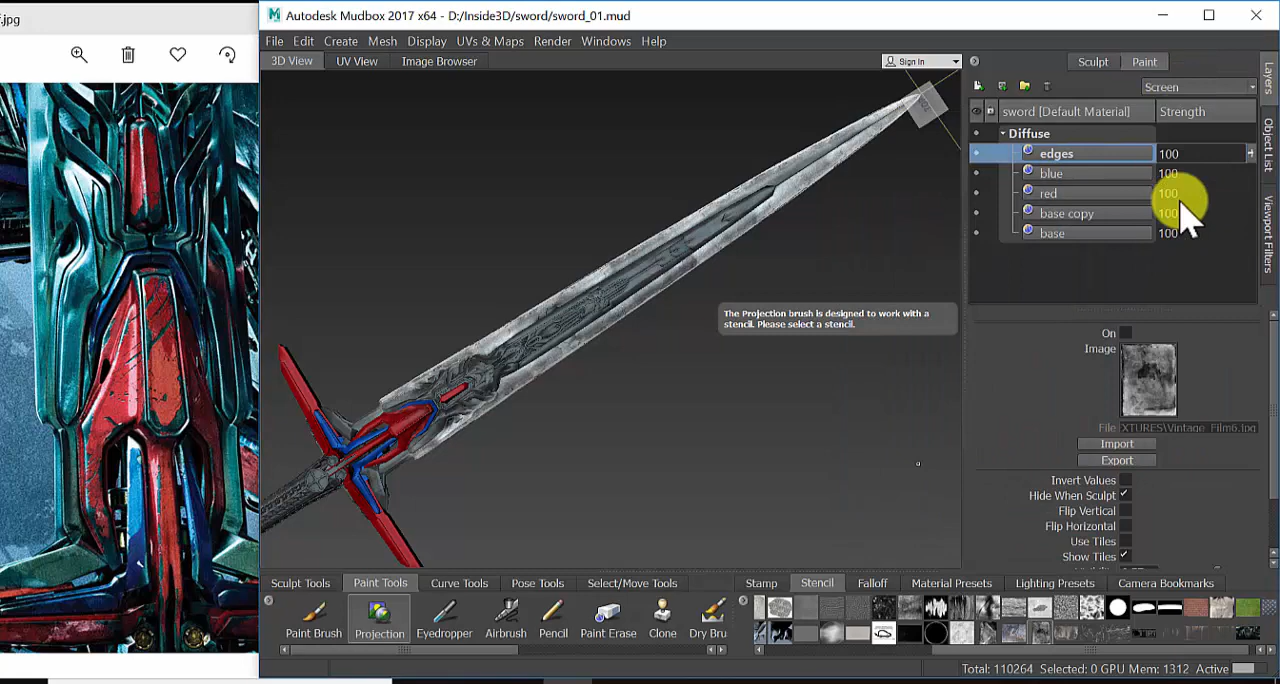 .jpg
Autodesk Mudbox 2017 x64 - D:/Inside3D/sword/sword_01.mud
File Edit Create Mesh Display UVs & Maps Render Windows Help
3D View UV View Image Browser Sign In
Sculpt Paint
Screen
sword [Default Material] Strength
Diffuse
edges 100
blue 100
red 100
base copy 100
base 100
Layers
Object List
Viewport Filters
The Projection brush is designed to work with a
stencil. Please select a stencil.
On
Image
File XTURES\Vintage_Film6.jpg
Import
Export
Invert Values
Hide When Sculpt
Flip Vertical
Flip Horizontal
Use Tiles
Show Tiles
Sculpt Tools Paint Tools Curve Tools Pose Tools Select/Move Tools Stamp Stencil Falloff Material Presets Lighting Presets Camera Bookmarks
Paint Brush Projection Eyedropper Airbrush Pencil Paint Erase Clone Dry Bru
Total: 110264 Selected: 0 GPU Mem: 1312 Active